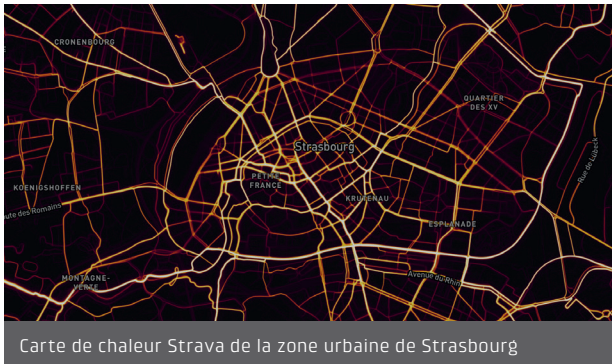 CRONENBOURG
QUARTIER
DES XV
Strasbourg
PETITE
FRANCE
KOENIGSHOFFEN
KRUTENAU
Rue de Lübeck
oute des Romains
ESPLANADE
MONTAGNE-
VERTE
Avenue du Rhin
Carte de chaleur Strava de la zone urbaine de Strasbourg